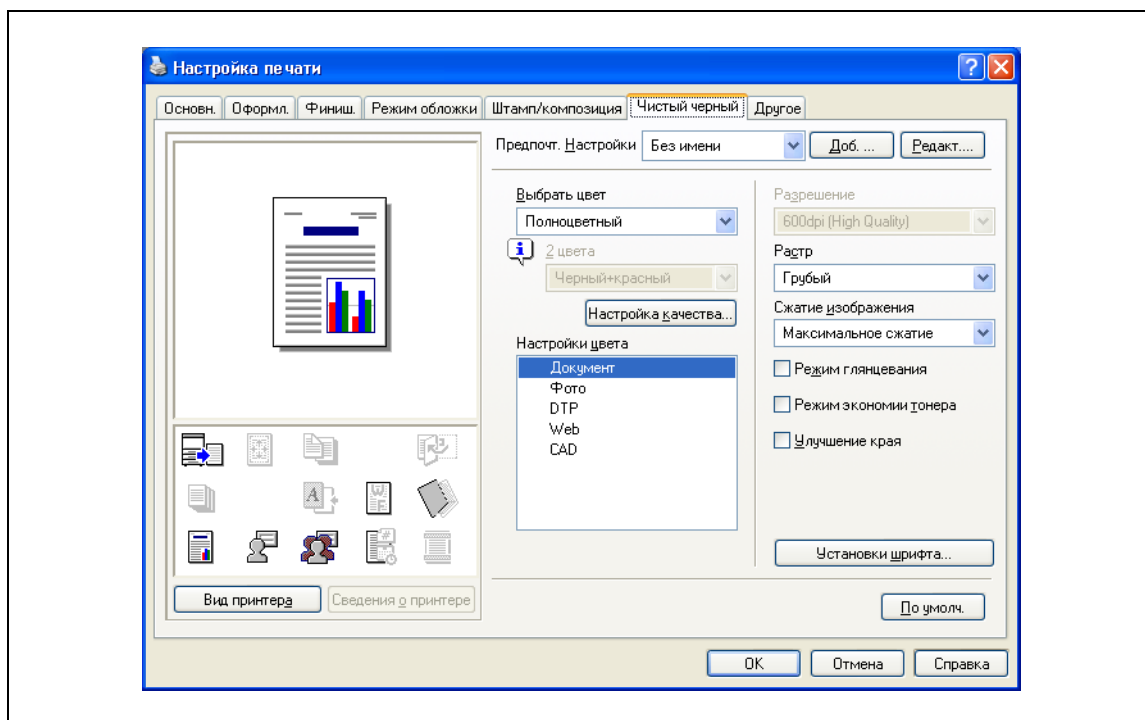 Настройка печати
Основн. Оформл. Финиш. Режим обложки Штамп/композиция Чистый черный Другое
Предпочт. Настройки Без имени Доб. ... Редакт....
Выбрать цвет
Полноцветный
2 цвета
Черный+красный
Настройка качества...
Настройки цвета
Документ
Фото
DTP
Web
CAD
Разрешение
600dpi (High Quality)
Растр
Грубый
Сжатие изображения
Максимальное сжатие
Режим глянцевания
Режим экономии тонера
Улучшение края
Установки шрифта...
Вид принтера Сведения о принтере
По умолч.
OK Отмена Справка